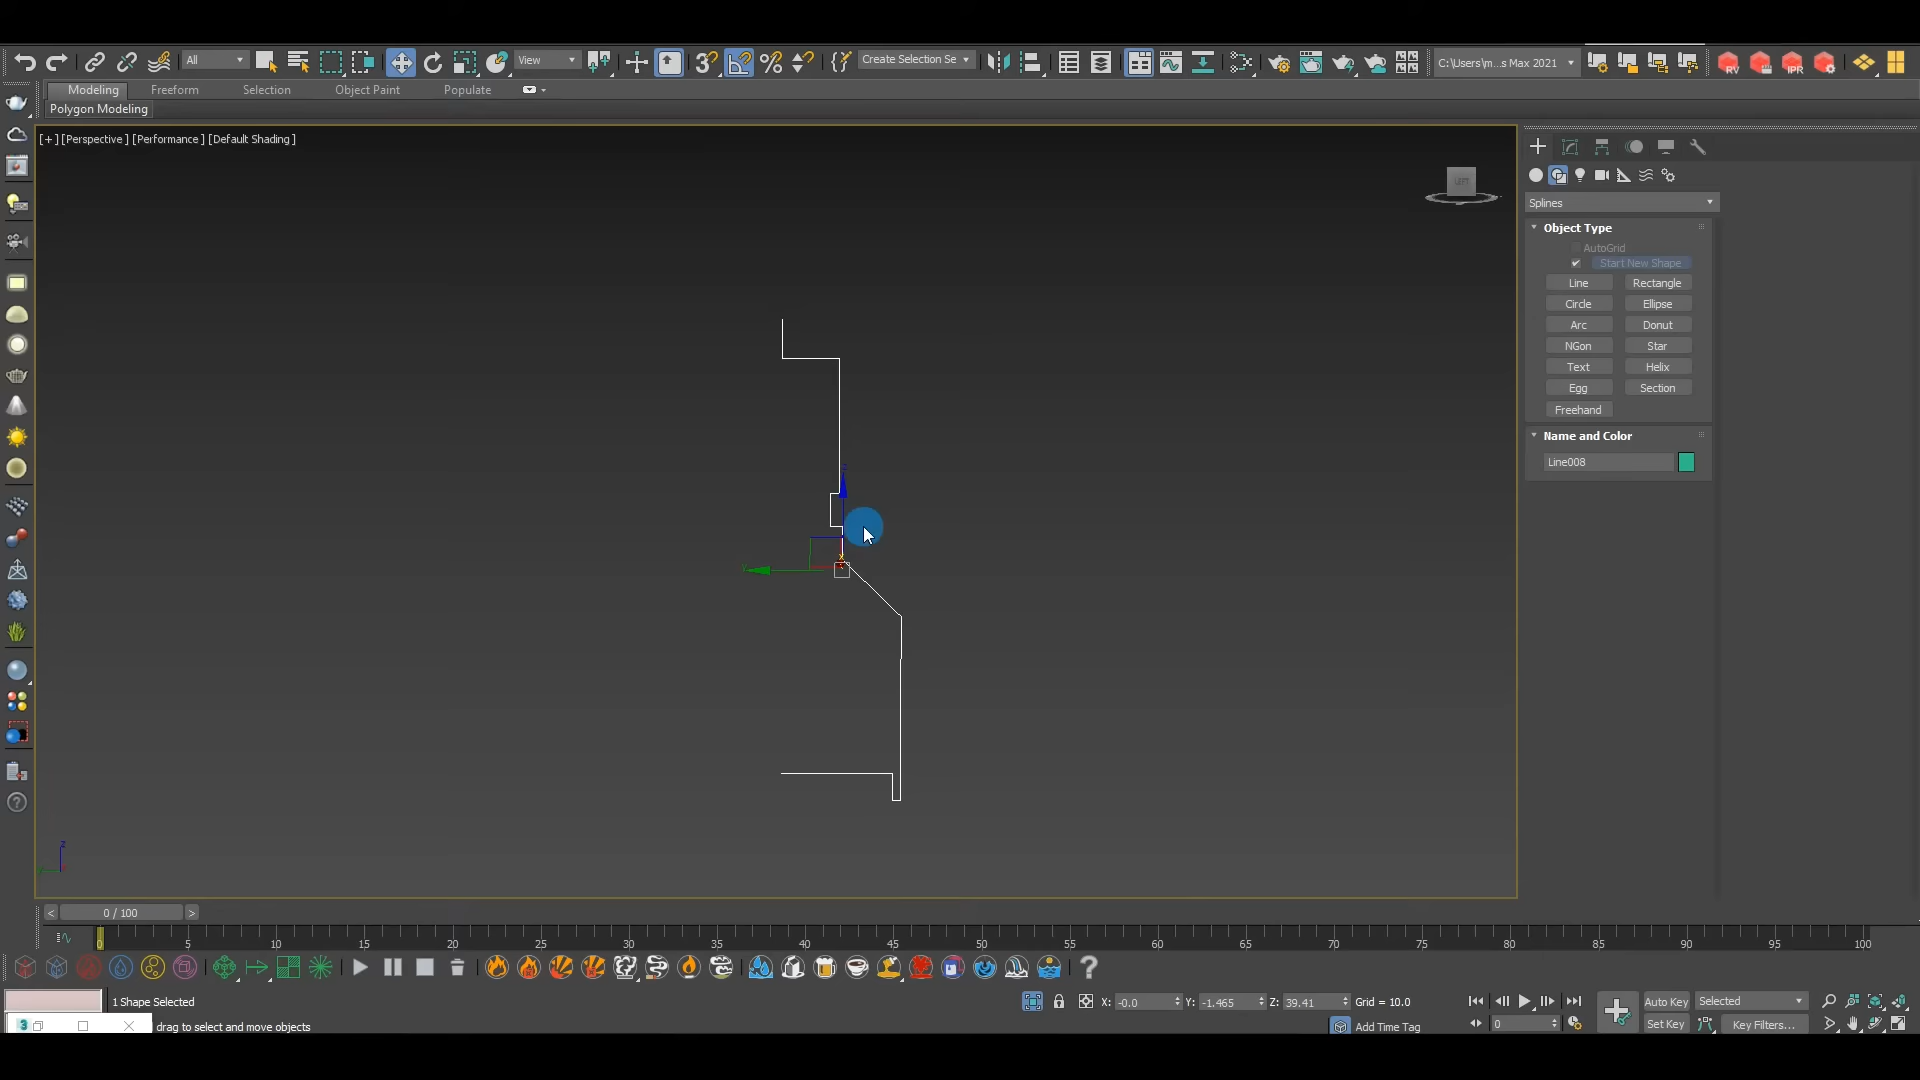 All
View
Create Selection Se
C:\Users\m...s Max 2021
RV
IPR
Modeling
Freeform
Selection
Object Paint
Populate
Polygon Modeling
[+] [Perspective ] [Performance ] [Default Shading ]
LEFT
Splines
Object Type
AutoGrid
Start New Shape
Line
Rectangle
Circle
Ellipse
Arc
Donut
NGon
Star
Text
Helix
Egg
Section
Freehand
Name and Color
Line008
z
x
y
z
0 / 100
0 5 10 15 20 25 30 35 40 45 50 55 60 65 70 75 80 85 90 95 100
1 Shape Selected
X: -0.0 Y: -1.465 Z: 39.41 Grid = 10.0
Auto Key
Selected
drag to select and move objects
Add Time Tag
0
Set Key
Key Filters...